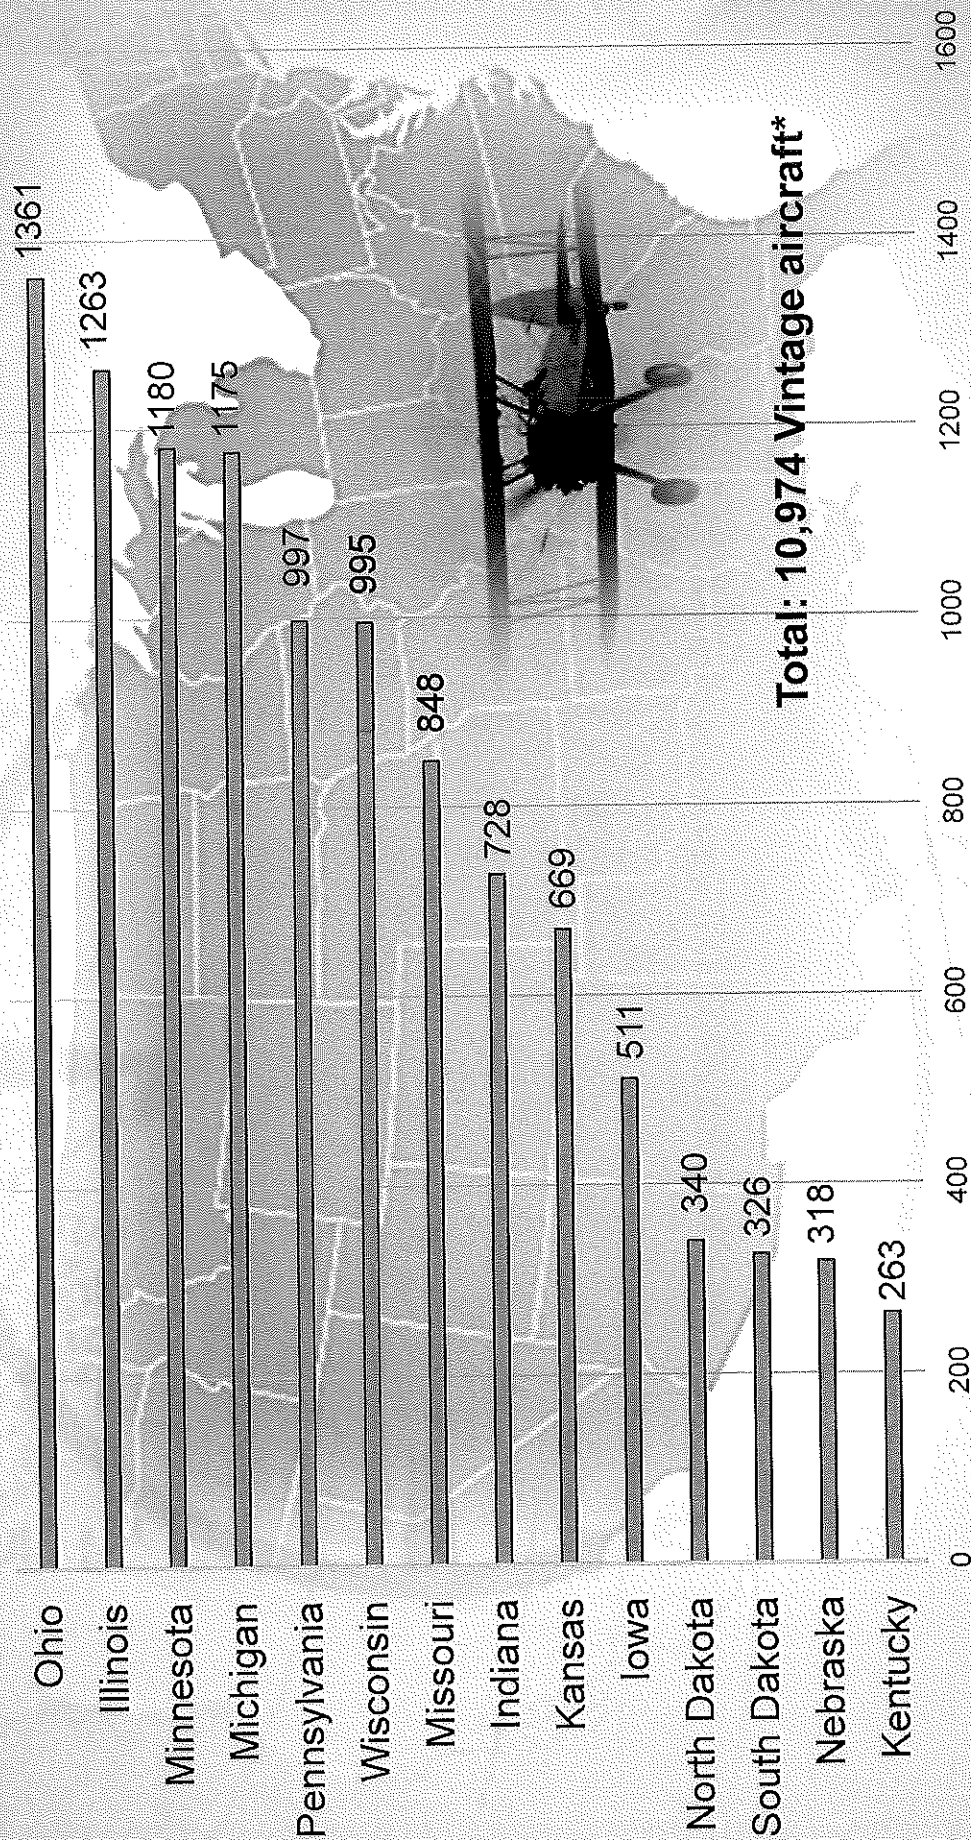 Ohio 1361
Illinois 1263
Minnesota 1180
Michigan 1175
Pennsylvania 997
Wisconsin 995
Missouri 848
Indiana 728
Kansas 669
Iowa 511
North Dakota 340
South Dakota 326
Nebraska 318
Kentucky 263
Total: 10,974 Vintage aircraft*
0 200 400 600 800 1000 1200 1400 1600